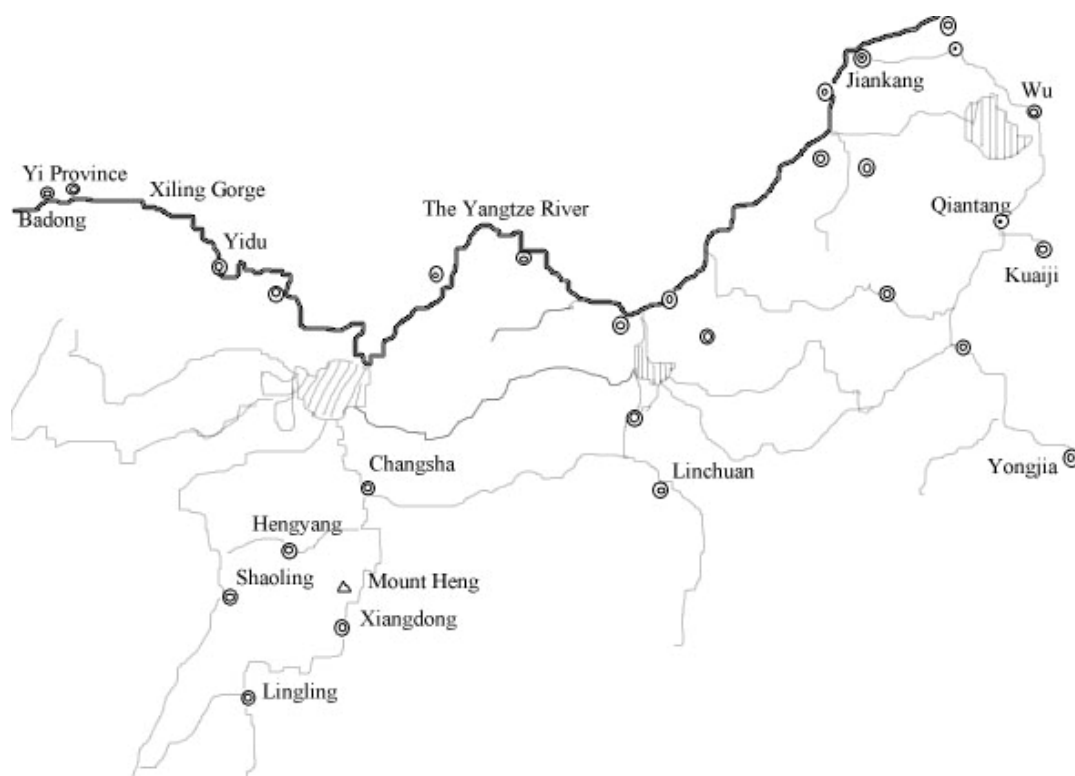 Jiankang
Wu
Yi Province
Xiling Gorge
Badong
The Yangtze River
Qiantang
Yidu
Kuaiji
Changsha
Linchuan
Yongjia
Hengyang
Shaoling
Mount Heng
Xiangdong
Lingling